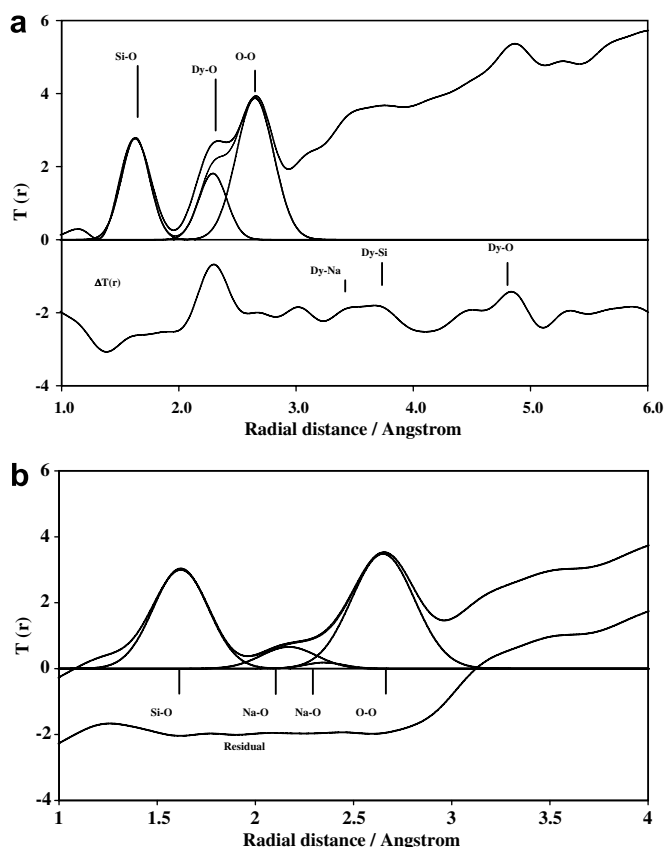 a
6
Si-O
Dy-O
O-O
4
2
T (r)
0
Dy-Si
Dy-O
Dy-Na
ΔT(r)
-2
-4
1.0 2.0 3.0 4.0 5.0 6.0
Radial distance / Angstrom
b
6
4
2
T (r)
0
Si-O Na-O Na-O O-O
-2
Residual
-4
1 1.5 2 2.5 3 3.5 4
Radial distance / Angstrom